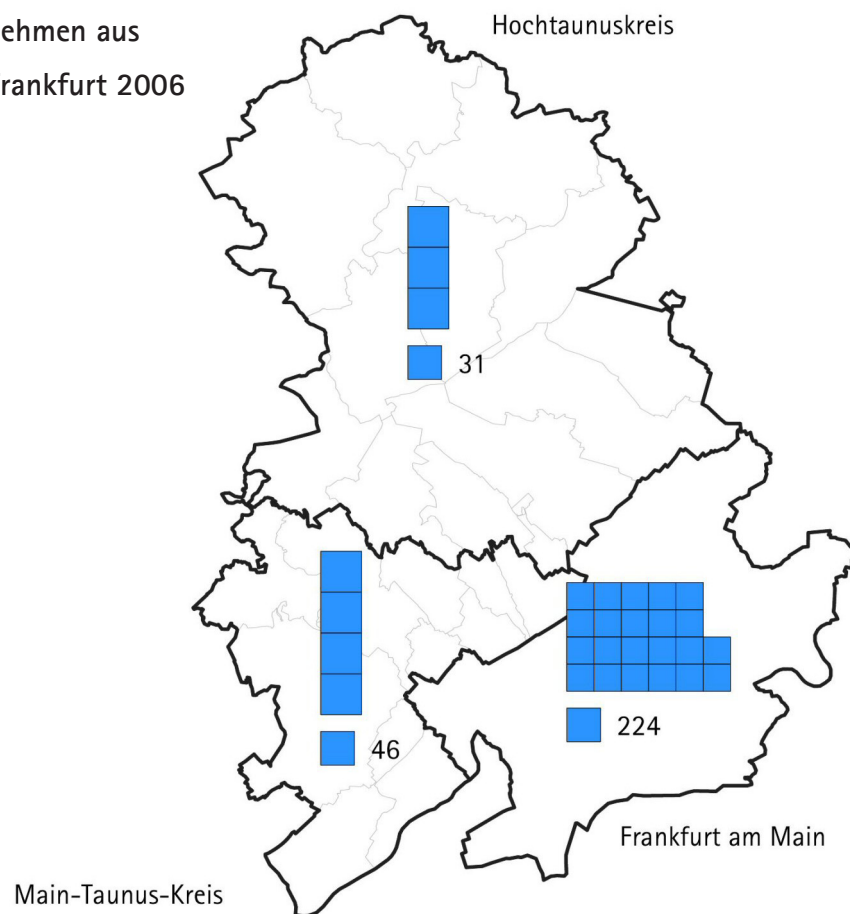 ehmen aus
rankfurt 2006
Hochtaunuskreis
31
46
224
Frankfurt am Main
Main-Taunus-Kreis